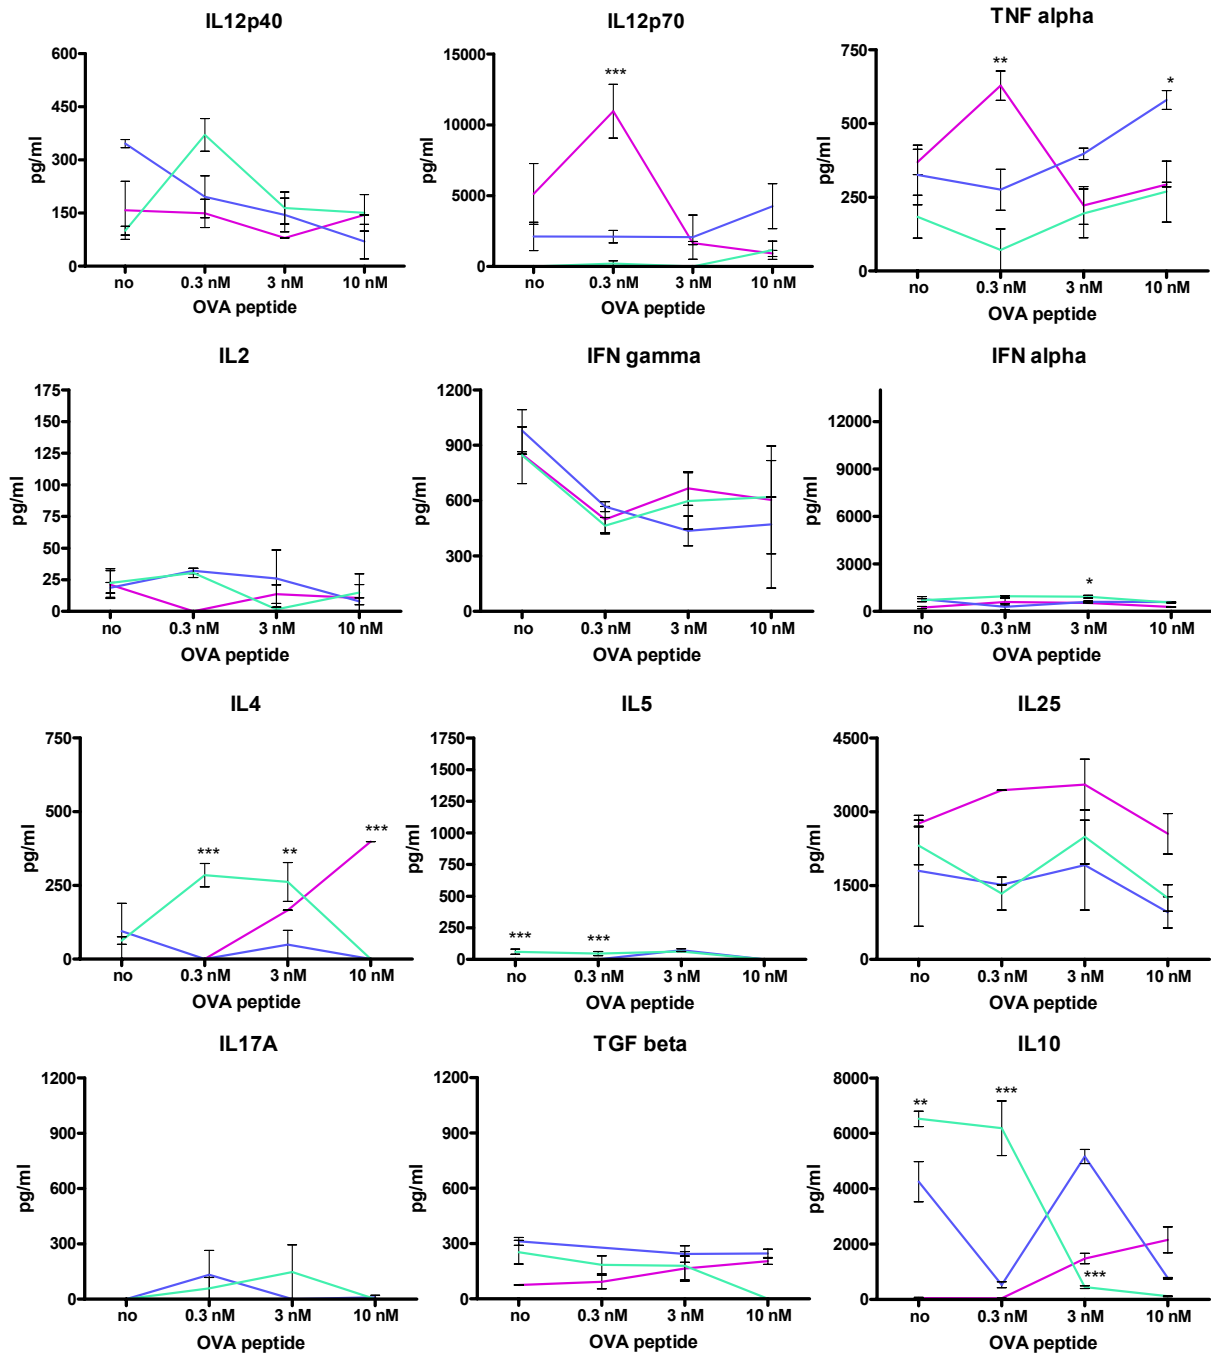 IL12p40
600
450
300
150
0
pg/ml
no 0.3 nM 3 nM 10 nM
OVA peptide
IL12p70
15000
10000
5000
0
pg/ml
***
no 0.3 nM 3 nM 10 nM
OVA peptide
TNF alpha
750
500
250
0
pg/ml
**
*
no 0.3 nM 3 nM 10 nM
OVA peptide
IL2
175
150
125
100
75
50
25
0
pg/ml
no 0.3 nM 3 nM 10 nM
OVA peptide
IFN gamma
1200
900
600
300
0
pg/ml
no 0.3 nM 3 nM 10 nM
OVA peptide
IFN alpha
12000
9000
6000
3000
0
pg/ml
*
no 0.3 nM 3 nM 10 nM
OVA peptide
IL4
750
500
250
0
pg/ml
*** ** ***
no 0.3 nM 3 nM 10 nM
OVA peptide
IL5
1750
1500
1250
1000
750
500
250
0
pg/ml
*** ***
no 0.3 nM 3 nM 10 nM
OVA peptide
IL25
4500
3000
1500
0
pg/ml
no 0.3 nM 3 nM 10 nM
OVA peptide
IL17A
1200
900
600
300
0
pg/ml
no 0.3 nM 3 nM 10 nM
OVA peptide
TGF beta
1200
900
600
300
0
pg/ml
no 0.3 nM 3 nM 10 nM
OVA peptide
IL10
8000
6000
4000
2000
0
pg/ml
** ***
***
no 0.3 nM 3 nM 10 nM
OVA peptide